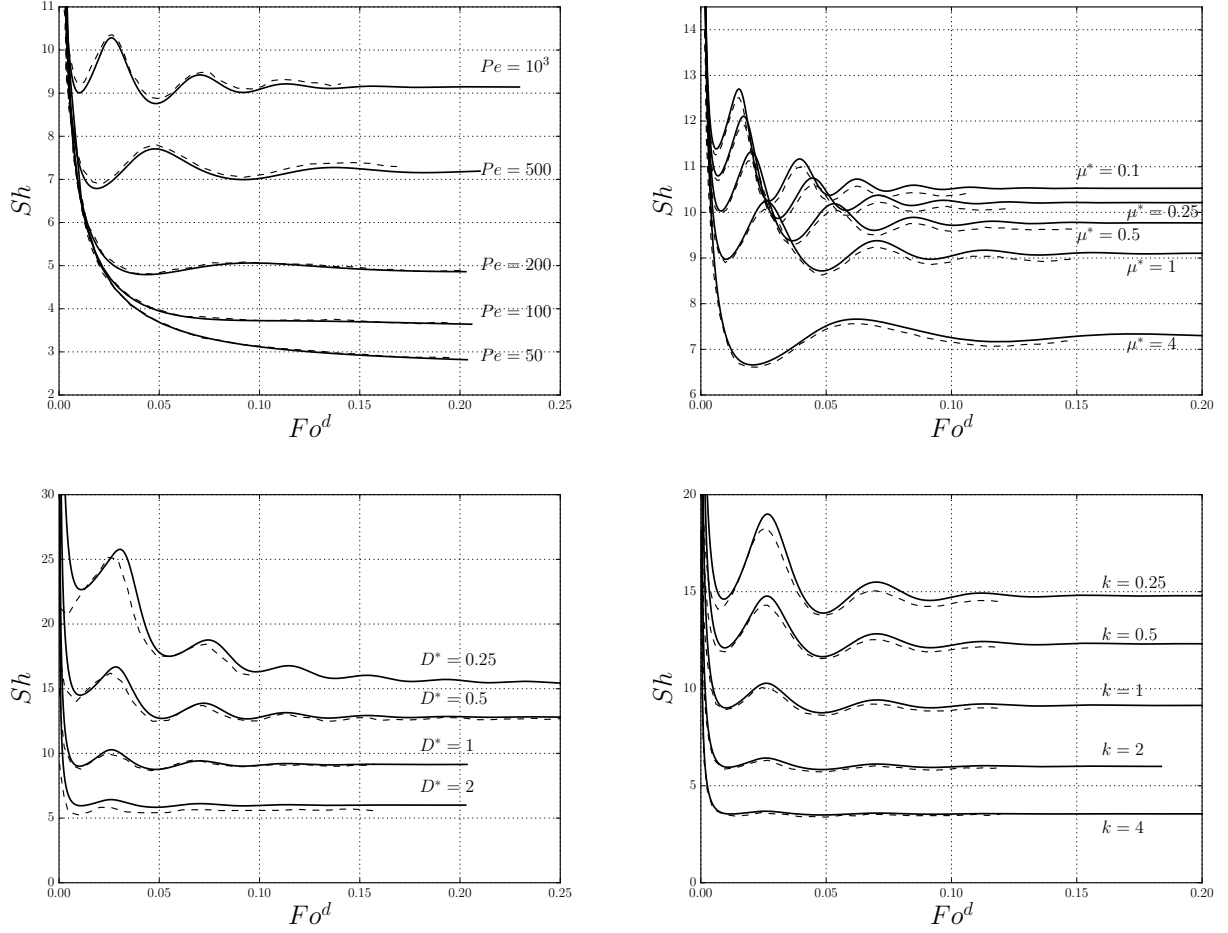 11
10
9
8
7
6
5
4
3
2
0.00 0.05 0.10 0.15 0.20 0.25
Sh
Fo^d
Pe = 10^3
Pe = 500
Pe = 200
Pe = 100
Pe = 50
14
13
12
11
10
9
8
7
6
0.00 0.05 0.10 0.15 0.20
Sh
Fo^d
μ* = 0.1
μ* = 0.25
μ* = 0.5
μ* = 1
μ* = 4
30
25
20
15
10
5
0
0.00 0.05 0.10 0.15 0.20 0.25
Sh
Fo^d
D* = 0.25
D* = 0.5
D* = 1
D* = 2
20
15
10
5
0
0.00 0.05 0.10 0.15 0.20
Sh
Fo^d
k = 0.25
k = 0.5
k = 1
k = 2
k = 4